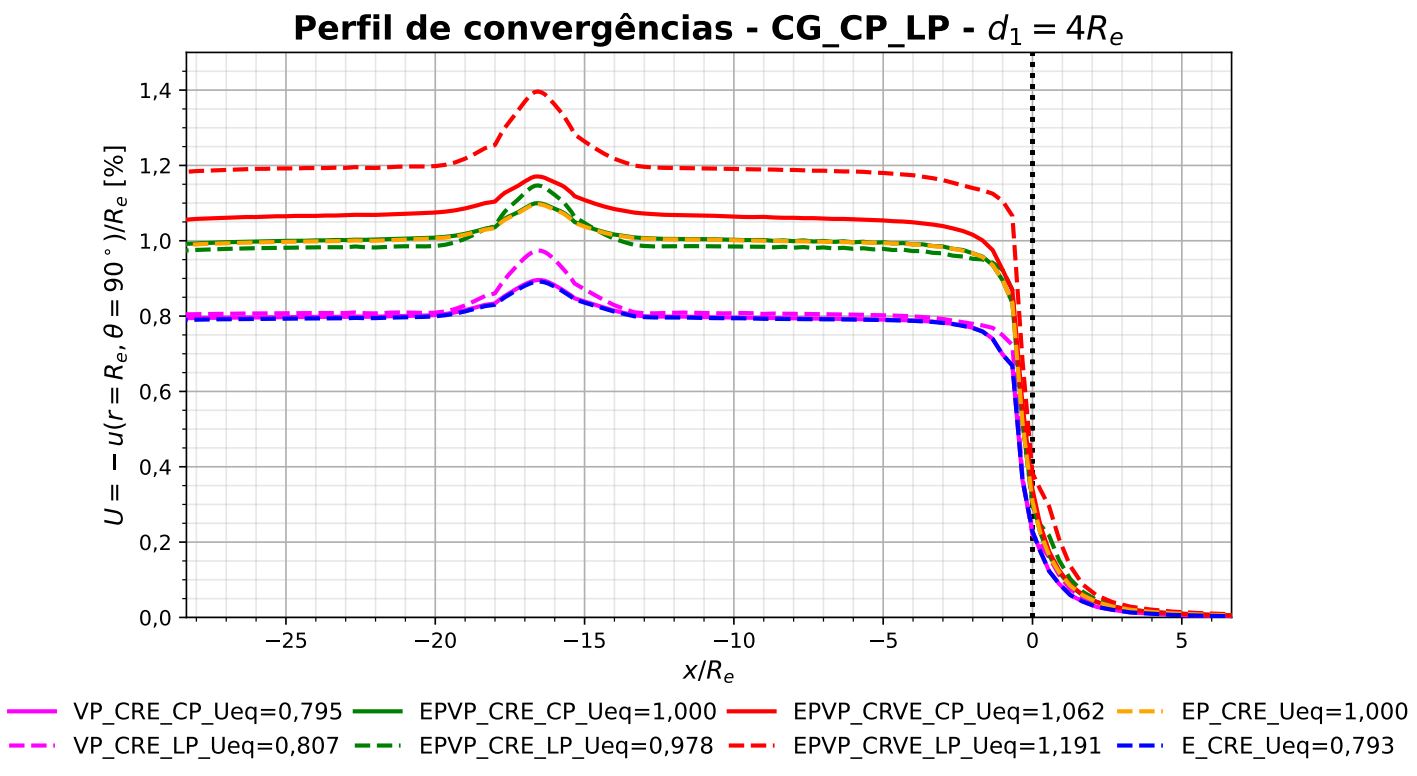 Perfil de convergências - CG_CP_LP - d₁ = 4Rₑ
U = − u(r = Rₑ, θ = 90°)/Rₑ [%]
1,4
1,2
1,0
0,8
0,6
0,4
0,2
0,0
−25 −20 −15 −10 −5 0 5
x/Rₑ
VP_CRE_CP_Ueq=0,795 EPVP_CRE_CP_Ueq=1,000 EPVP_CRVE_CP_Ueq=1,062 EP_CRE_Ueq=1,000
VP_CRE_LP_Ueq=0,807 EPVP_CRE_LP_Ueq=0,978 EPVP_CRVE_LP_Ueq=1,191 E_CRE_Ueq=0,793